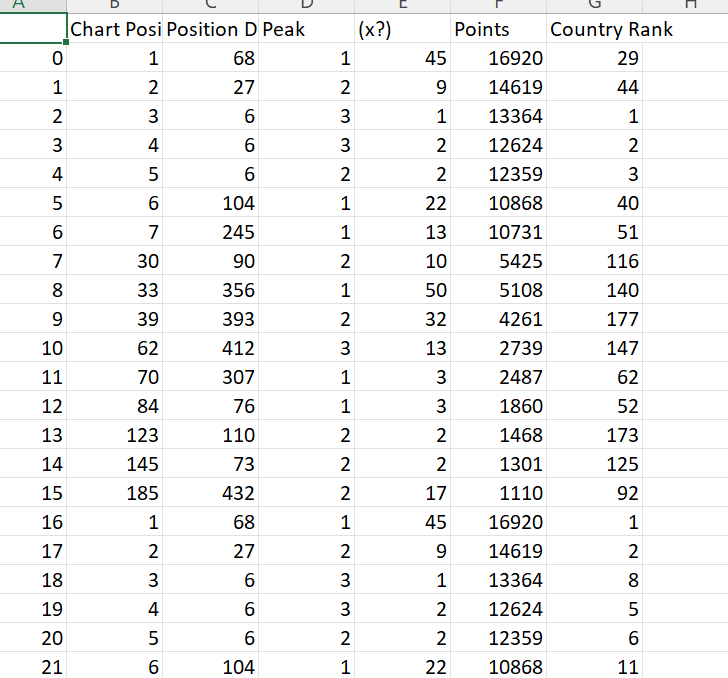 A B C D E F G H
Chart Posi Position D Peak (x?) Points Country Rank
0 1 68 1 45 16920 29
1 2 27 2 9 14619 44
2 3 6 3 1 13364 1
3 4 6 3 2 12624 2
4 5 6 2 2 12359 3
5 6 104 1 22 10868 40
6 7 245 1 13 10731 51
7 30 90 2 10 5425 116
8 33 356 1 50 5108 140
9 39 393 2 32 4261 177
10 62 412 3 13 2739 147
11 70 307 1 3 2487 62
12 84 76 1 3 1860 52
13 123 110 2 2 1468 173
14 145 73 2 2 1301 125
15 185 432 2 17 1110 92
16 1 68 1 45 16920 1
17 2 27 2 9 14619 2
18 3 6 3 1 13364 8
19 4 6 3 2 12624 5
20 5 6 2 2 12359 6
21 6 104 1 22 10868 11